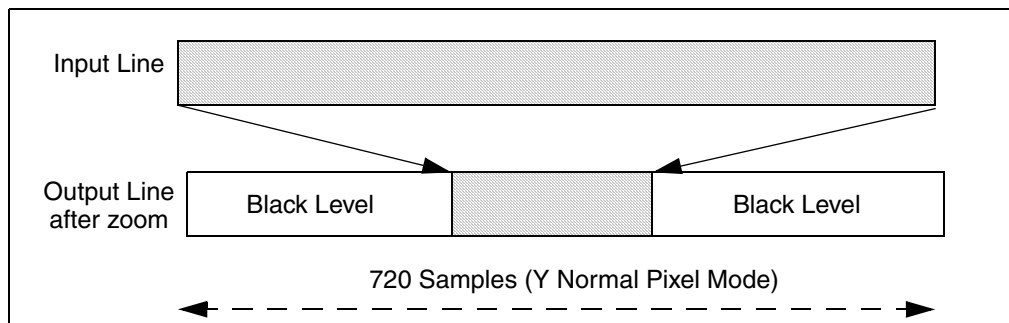 Input Line
Output Line
after zoom
Black Level
Black Level
720 Samples (Y Normal Pixel Mode)